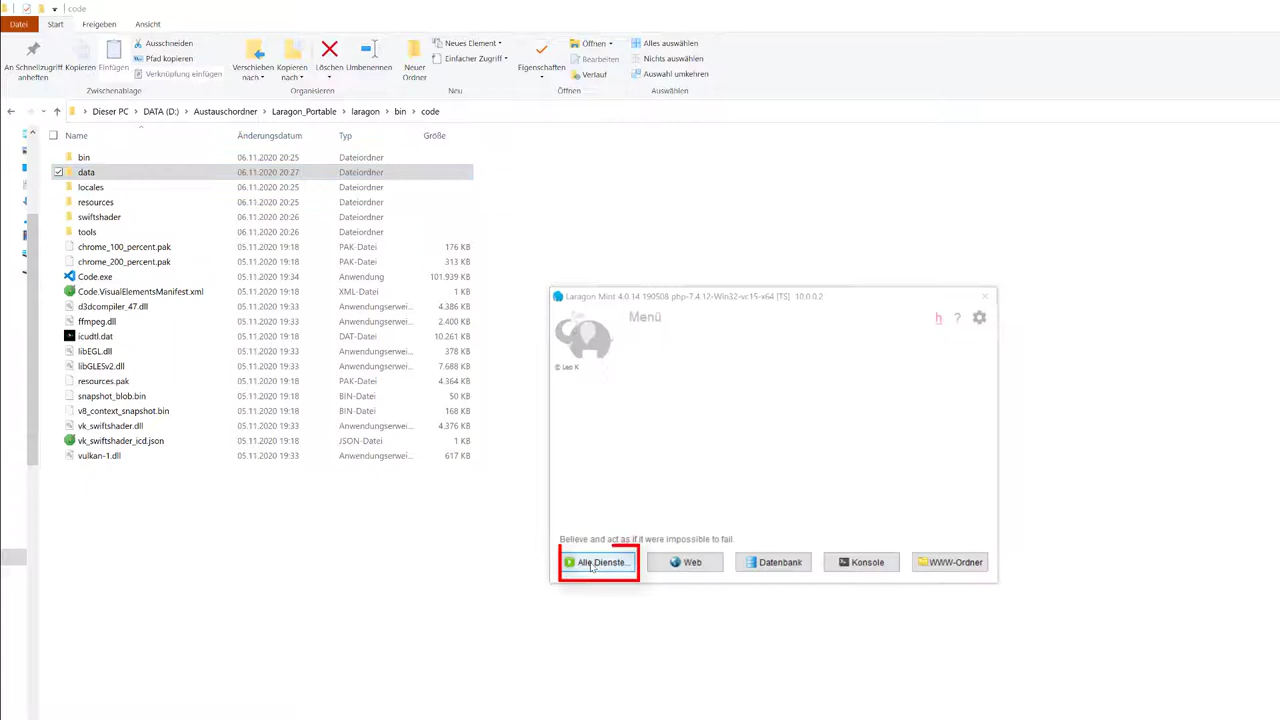 code
Datei Start Freigeben Ansicht
An Schnellzugriff anheften
Kopieren
Einfügen
Ausschneiden
Pfad kopieren
Verknüpfung einfügen
Zwischenablage
Verschieben nach
Kopieren nach
Löschen
Umbenennen
Organisieren
Neuer Ordner
Neues Element
Einfacher Zugriff
Neu
Eigenschaften
Öffnen
Bearbeiten
Verlauf
Öffnen
Alles auswählen
Nichts auswählen
Auswahl umkehren
Auswählen
Dieser PC > DATA (D:) > Austauschordner > Laragon_Portable > laragon > bin > code
Name Änderungsdatum Typ Größe
bin 06.11.2020 20:25 Dateiordner
data 06.11.2020 20:27 Dateiordner
locales 06.11.2020 20:25 Dateiordner
resources 06.11.2020 20:25 Dateiordner
swiftshader 06.11.2020 20:26 Dateiordner
tools 06.11.2020 20:26 Dateiordner
chrome_100_percent.pak 05.11.2020 19:18 PAK-Datei 176 KB
chrome_200_percent.pak 05.11.2020 19:18 PAK-Datei 313 KB
Code.exe 05.11.2020 19:34 Anwendung 101.939 KB
Code.VisualElementsManifest.xml 05.11.2020 19:18 XML-Datei 1 KB
d3dcompiler_47.dll 05.11.2020 19:33 Anwendungserwei... 4.386 KB
ffmpeg.dll 05.11.2020 19:33 Anwendungserwei... 2.400 KB
icudtl.dat 05.11.2020 19:18 DAT-Datei 10.261 KB
libEGL.dll 05.11.2020 19:33 Anwendungserwei... 378 KB
libGLESv2.dll 05.11.2020 19:33 Anwendungserwei... 7.688 KB
resources.pak 05.11.2020 19:18 PAK-Datei 4.364 KB
snapshot_blob.bin 05.11.2020 19:18 BIN-Datei 50 KB
v8_context_snapshot.bin 05.11.2020 19:18 BIN-Datei 168 KB
vk_swiftshader.dll 05.11.2020 19:33 Anwendungserwei... 4.376 KB
vk_swiftshader_icd.json 05.11.2020 19:18 JSON-Datei 1 KB
vulkan-1.dll 05.11.2020 19:33 Anwendungserwei... 617 KB
Laragon Mint 4.0.14 190508 php-7.4.12-Win32-vc15-x64 [TS] 10.0.0.2
Menü h ?
© Leo K
Believe and act as if it were impossible to fail.
Alle Dienste... Web Datenbank Konsole WWW-Ordner